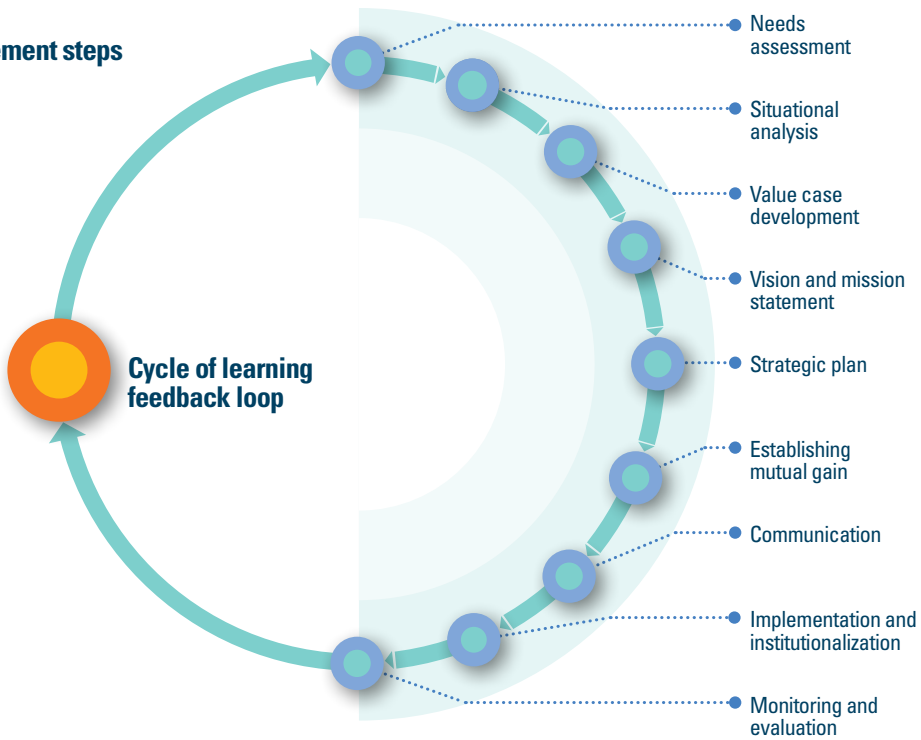 ement steps
Needs
assessment
Situational
analysis
Value case
development
Vision and mission
statement
Strategic plan
Cycle of learning
feedback loop
Establishing
mutual gain
Communication
Implementation and
institutionalization
Monitoring and
evaluation